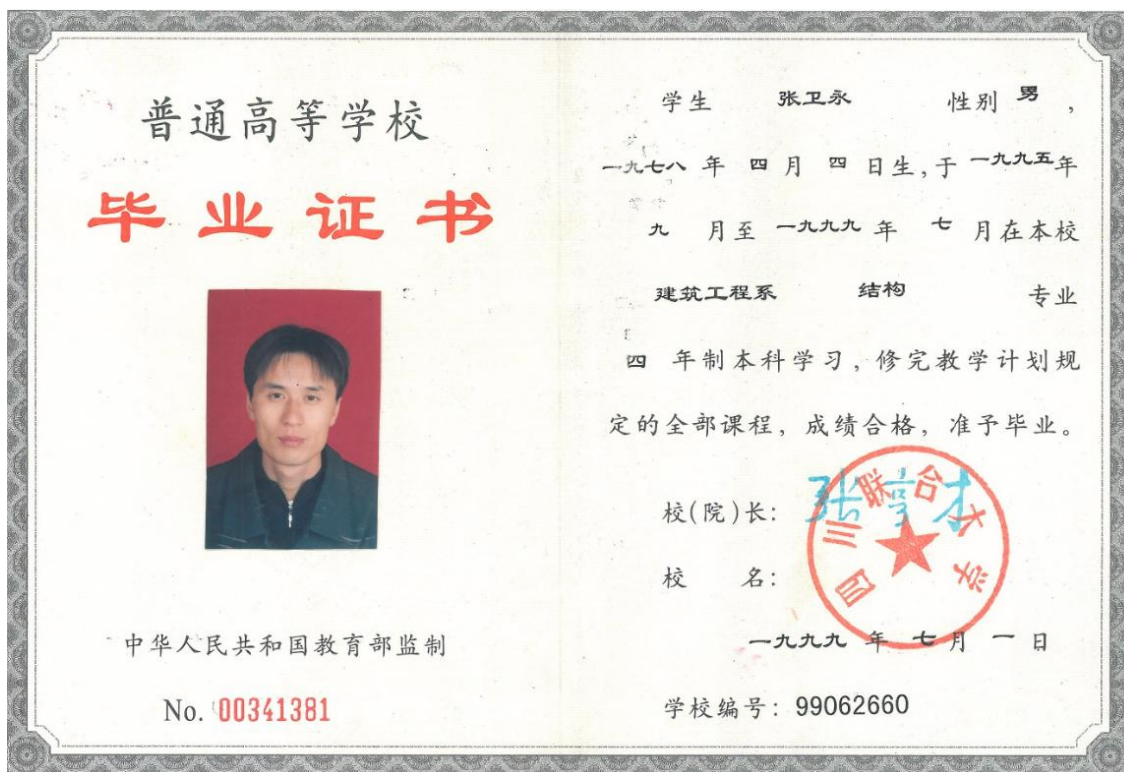 普通高等学校
毕业证书
中华人民共和国教育部监制
No. 00341381
学生 张卫永 性别 男，
一九七八 年 四 月 四 日生，于 一九九五 年
九 月至 一九九九 年 七 月在本校
建筑工程系 结构 专业
四 年制本科学习，修完教学计划规
定的全部课程，成绩合格，准予毕业。
校(院)长：
四川联合大学
校 名：
一九九九 年 七 月 一 日
学校编号：99062660